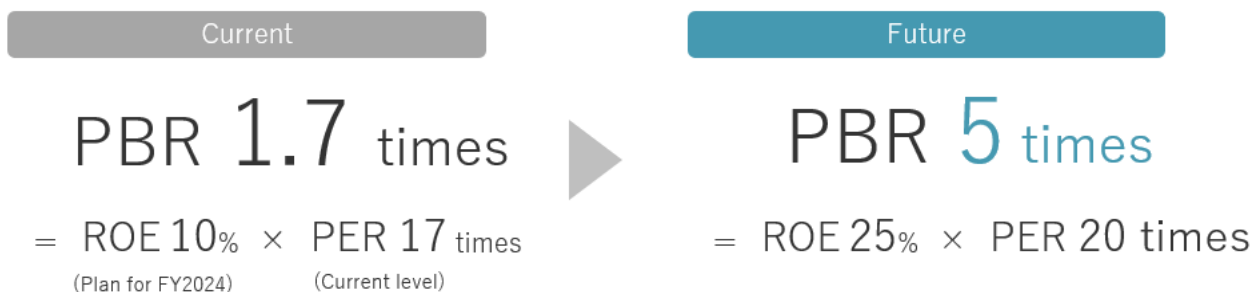 Current
PBR 1.7 times
= ROE 10% × PER 17 times
(Plan for FY2024) (Current level)
Future
PBR 5 times
= ROE 25% × PER 20 times